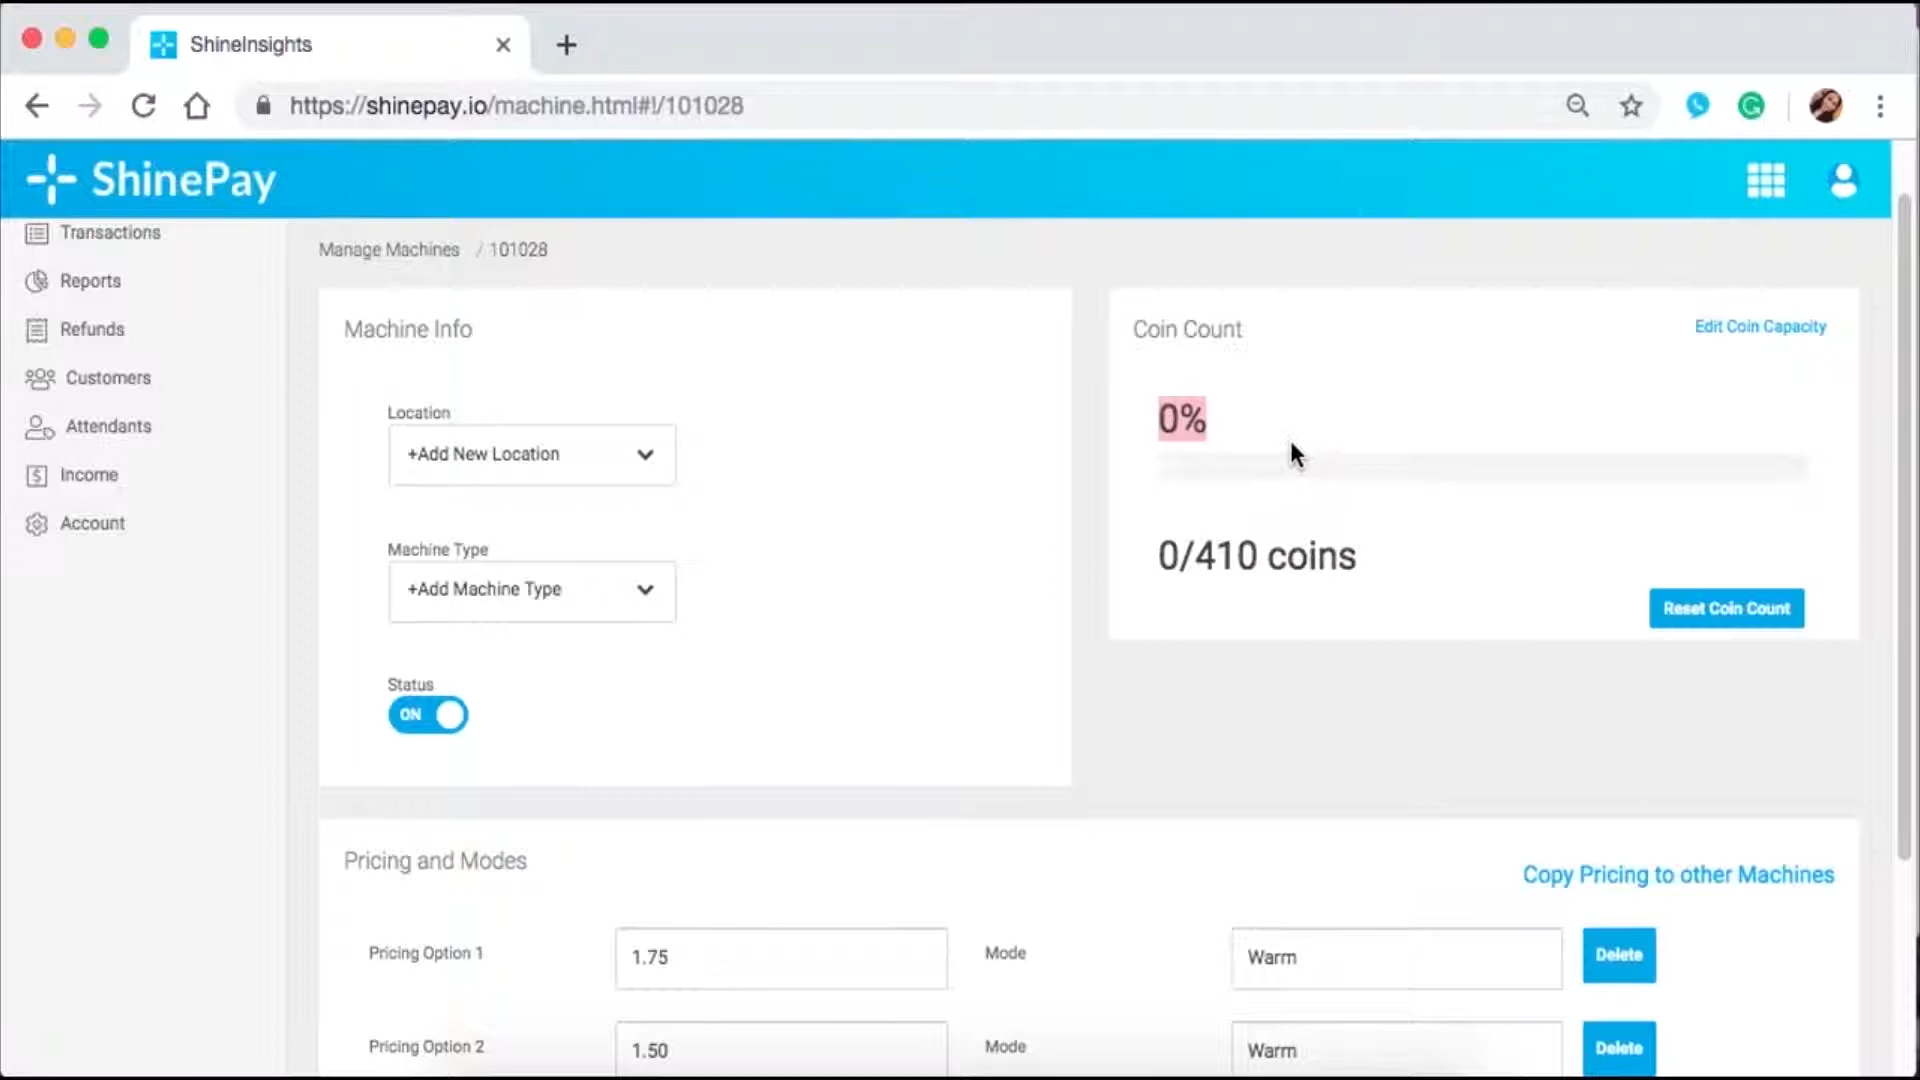 ShineInsights
https://shinepay.io/machine.html#!/101028
ShinePay
Transactions
Reports
Refunds
Customers
Attendants
Income
Account
Manage Machines / 101028
Machine Info
Location
+Add New Location
Machine Type
+Add Machine Type
Status
ON
Coin Count
Edit Coin Capacity
0%
0/410 coins
Reset Coin Count
Pricing and Modes
Copy Pricing to other Machines
Pricing Option 1
1.75
Mode
Warm
Delete
Pricing Option 2
1.50
Mode
Warm
Delete